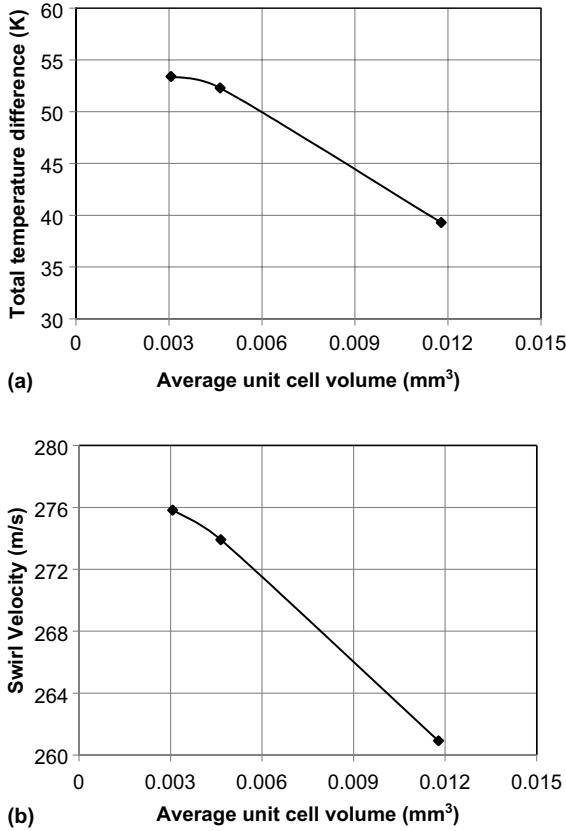 60
55
50
45
40
35
30
Total temperature difference (K)
0 0.003 0.006 0.009 0.012 0.015
(a) Average unit cell volume (mm³)
280
276
272
268
264
260
Swirl Velocity (m/s)
0 0.003 0.006 0.009 0.012 0.015
(b) Average unit cell volume (mm³)